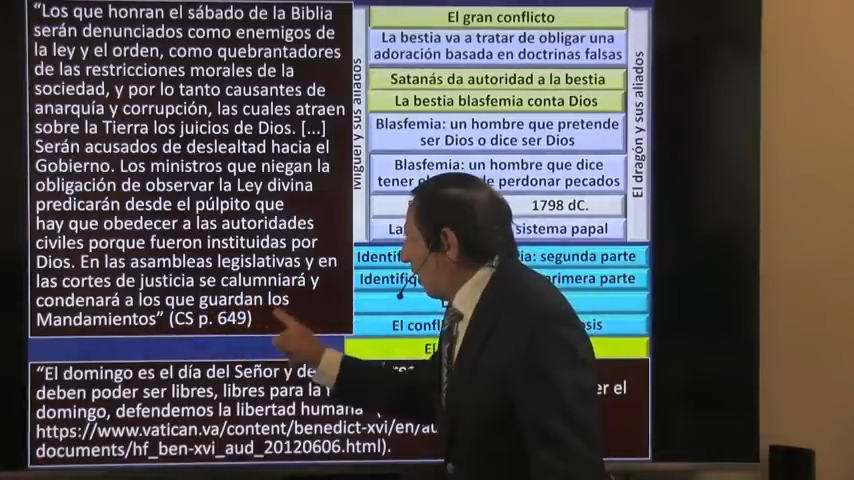 “Los que honran el sábado de la Biblia
serán denunciados como enemigos de
la ley y el orden, como quebrantadores
de las restricciones morales de la
sociedad, y por lo tanto causantes de
anarquía y corrupción, las cuales atraen
sobre la Tierra los juicios de Dios. [...]
Serán acusados de deslealtad hacia el
Gobierno. Los ministros que niegan la
obligación de observar la Ley divina
predicarán desde el púlpito que
hay que obedecer a las autoridades
civiles porque fueron instituidas por
Dios. En las asambleas legislativas y en
las cortes de justicia se calumniará y
condenará a los que guardan los
Mandamientos” (CS p. 649)
“El domingo es el día del Señor y de
deben poder ser libres, libres para la
domingo, defendemos la libertad humana
https://www.vatican.va/content/benedict-xvi/en/au
documents/hf_ben-xvi_aud_20120606.html).
Miguel y sus aliados
El gran conflicto
La bestia va a tratar de obligar una
adoración basada en doctrinas falsas
Satanás da autoridad a la bestia
La bestia blasfemia conta Dios
Blasfemia: un hombre que pretende
ser Dios o dice ser Dios
Blasfemia: un hombre que dice
tener de perdonar pecados
1798 dC.
sistema papal
segunda parte
primera parte
El
er el
El dragón y sus aliados